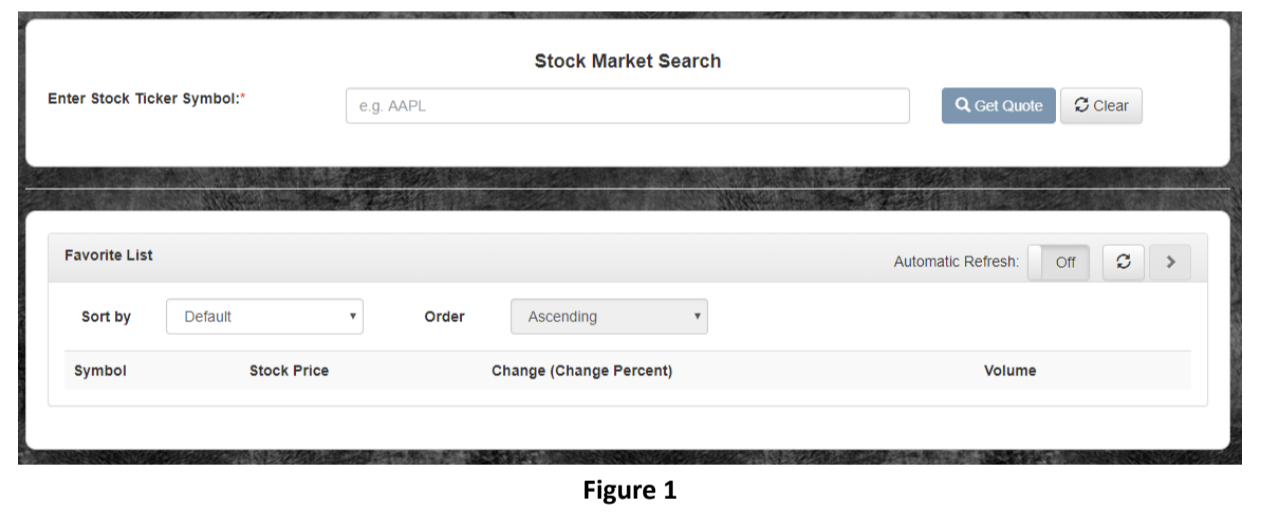 Stock Market Search
Enter Stock Ticker Symbol:* e.g. AAPL Get Quote Clear
Favorite List Automatic Refresh: Off
Sort by Default Order Ascending
Symbol Stock Price Change (Change Percent) Volume
Figure 1